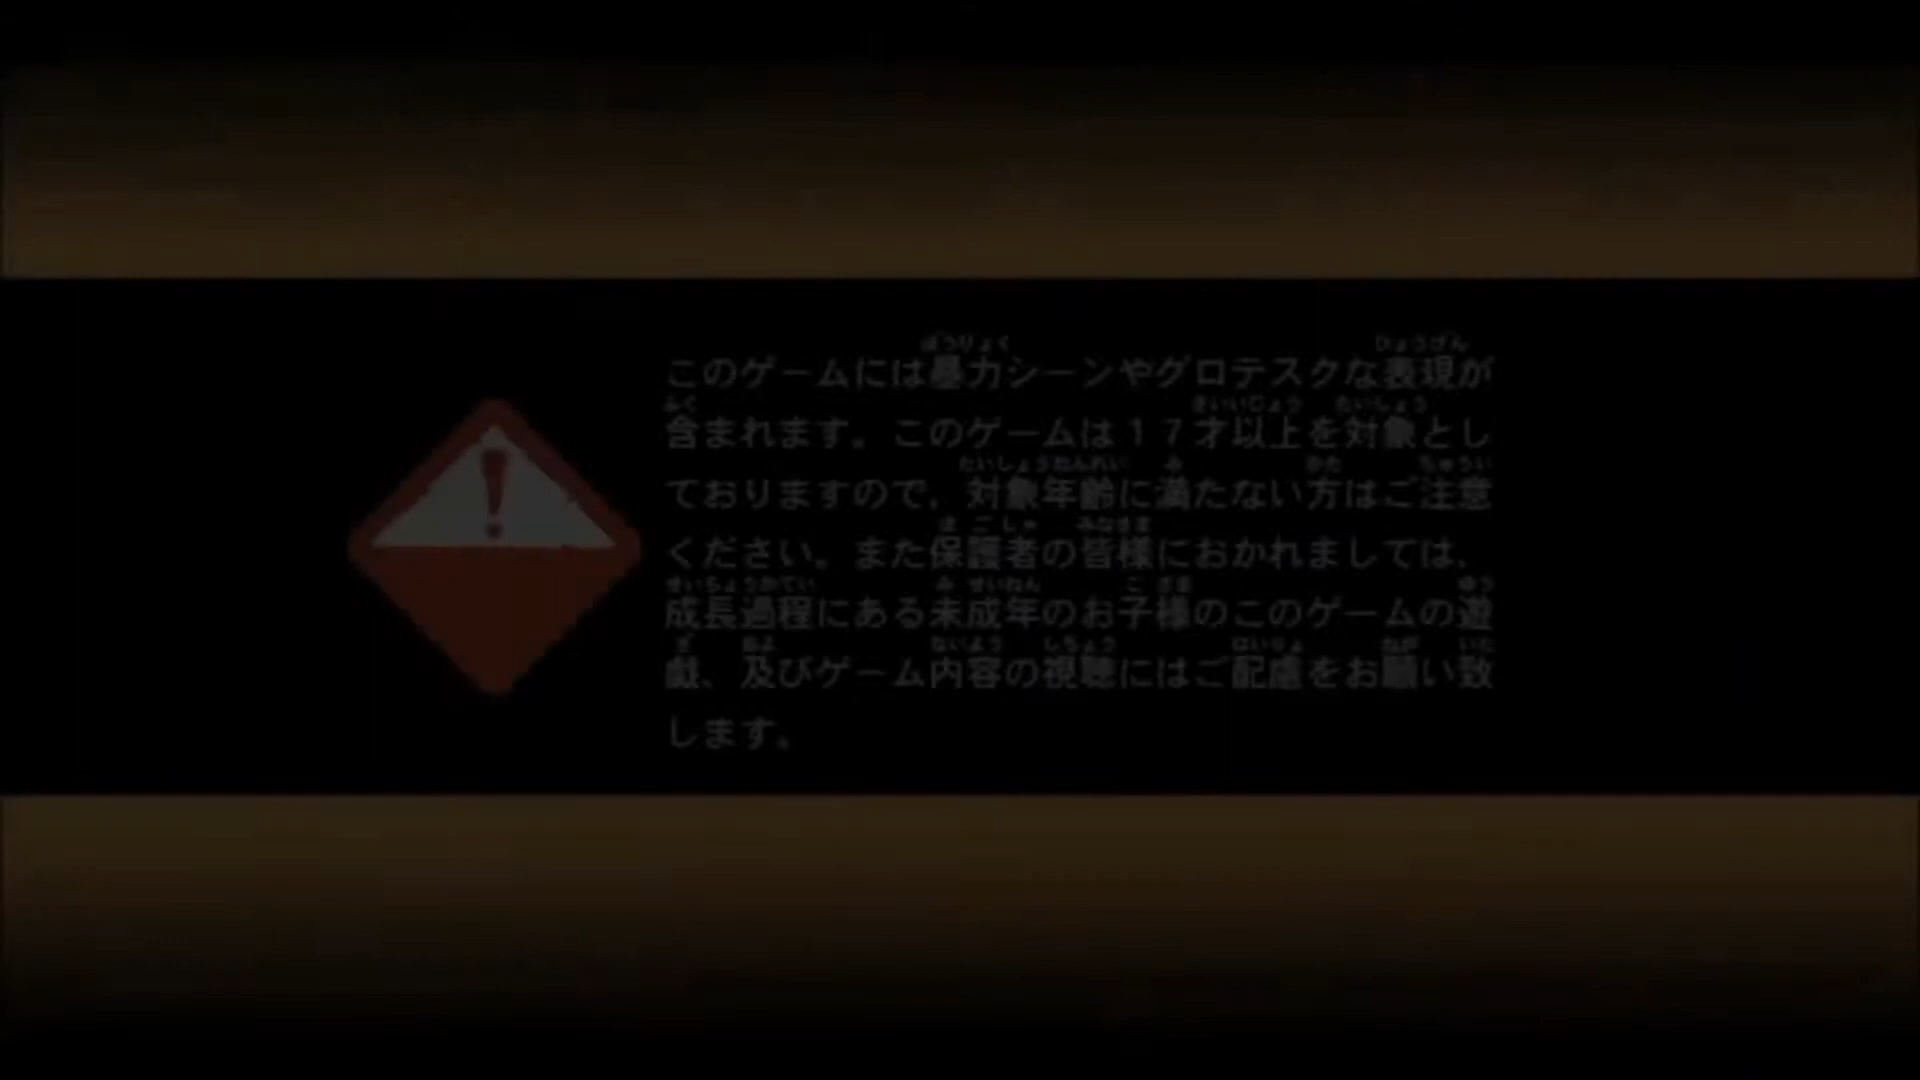 このゲームには暴力シーンやグロテスクな表現が
含まれます。このゲームは１７才以上を対象とし
ておりますので、対象年齢に満たない方はご注意
ください。また保護者の皆様におかれましては、
成長過程にある未成年のお子様のこのゲームの遊
戯、及びゲーム内容の視聴にはご配慮をお願い致
します。